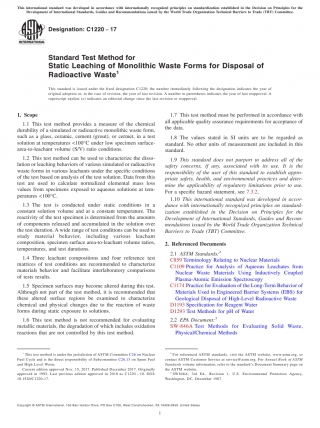 This international standard was developed in accordance with internationally recognized principles on standardization established in the Decision on Principles for the
Development of International Standards, Guides and Recommendations issued by the World Trade Organization Technical Barriers to Trade (TBT) Committee.
Designation: C1220 − 17
Standard Test Method for
Static Leaching of Monolithic Waste Forms for Disposal of
Radioactive Waste1
This standard is issued under the fixed designation C1220; the number immediately following the designation indicates the year of
original adoption or, in the case of revision, the year of last revision. A number in parentheses indicates the year of last reapproval. A
superscript epsilon (ε) indicates an editorial change since the last revision or reapproval.
1. Scope
1.1 This test method provides a measure of the chemical
durability of a simulated or radioactive monolithic waste form,
such as a glass, ceramic, cement (grout), or cermet, in a test
solution at temperatures <100°C under low specimen surface-
area-to-leachant volume (S/V) ratio conditions.
1.2 This test method can be used to characterize the disso-
lution or leaching behaviors of various simulated or radioactive
waste forms in various leachants under the specific conditions
of the test based on analysis of the test solution. Data from this
test are used to calculate normalized elemental mass loss
values from specimens exposed to aqueous solutions at tem-
peratures <100°C.
1.3 The test is conducted under static conditions in a
constant solution volume and at a constant temperature. The
reactivity of the test specimen is determined from the amounts
of components released and accumulated in the solution over
the test duration. A wide range of test conditions can be used to
study material behavior, including various leachant
composition, specimen surface area-to-leachant volume ratios,
temperatures, and test durations.
1.4 Three leachant compositions and four reference test
matrices of test conditions are recommended to characterize
materials behavior and facilitate interlaboratory comparisons
of tests results.
1.5 Specimen surfaces may become altered during this test.
Although not part of the test method, it is recommended that
these altered surface regions be examined to characterize
chemical and physical changes due to the reaction of waste
forms during static exposure to solutions.
1.6 This test method is not recommended for evaluating
metallic materials, the degradation of which includes oxidation
reactions that are not controlled by this test method.
1 This test method is under the jurisdiction of ASTM Committee C26 on Nuclear
Fuel Cycle and is the direct responsibility of Subcommittee C26.13 on Spent Fuel
and High Level Waste.
Current edition approved Nov. 15, 2017. Published December 2017. Originally
approved in 1992. Last previous edition approved in 2010 as C1220 – 10. DOI:
10.1520/C1220-17.
1.7 This test method must be performed in accordance with
all applicable quality assurance requirements for acceptance of
the data.
1.8 The values stated in SI units are to be regarded as
standard. No other units of measurement are included in this
standard.
1.9 This standard does not purport to address all of the
safety concerns, if any, associated with its use. It is the
responsibility of the user of this standard to establish appro-
priate safety, health, and environmental practices and deter-
mine the applicability of regulatory limitations prior to use.
For a specific hazard statement, see 7.3.2.
1.10 This international standard was developed in accor-
dance with internationally recognized principles on standard-
ization established in the Decision on Principles for the
Development of International Standards, Guides and Recom-
mendations issued by the World Trade Organization Technical
Barriers to Trade (TBT) Committee.
2. Referenced Documents
2.1 ASTM Standards:2
C859 Terminology Relating to Nuclear Materials
C1109 Practice for Analysis of Aqueous Leachates from
Nuclear Waste Materials Using Inductively Coupled
Plasma-Atomic Emission Spectroscopy
C1174 Practice for Evaluation of the Long-Term Behavior of
Materials Used in Engineered Barrier Systems (EBS) for
Geological Disposal of High-Level Radioactive Waste
D1193 Specification for Reagent Water
D1293 Test Methods for pH of Water
2.2 EPA Document:3
SW-846A Test Methods for Evaluating Solid Waste,
Physical/Chemical Methods
2 For referenced ASTM standards, visit the ASTM website, www.astm.org, or
contact ASTM Customer Service at service@astm.org. For Annual Book of ASTM
Standards volume information, refer to the standard's Document Summary page on
the ASTM website.
Washington, DC, December 1987.
Copyright © ASTM International, 100 Barr Harbor Drive, PO Box C700, West Conshohocken, PA 19428-2959. United States
1